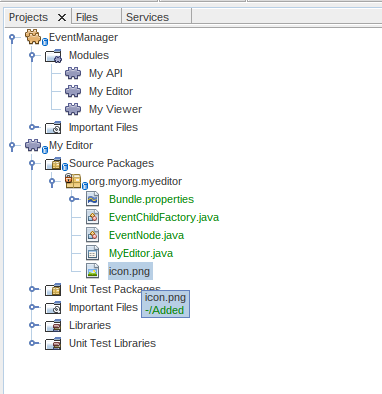 Projects
Files
Services
EventManager
Modules
My API
My Editor
My Viewer
Important Files
My Editor
Source Packages
org.myorg.myeditor
Bundle.properties
EventChildFactory.java
EventNode.java
MyEditor.java
icon.png
Unit Test Packages
icon.png
Important Files
-/Added
Libraries
Unit Test Libraries